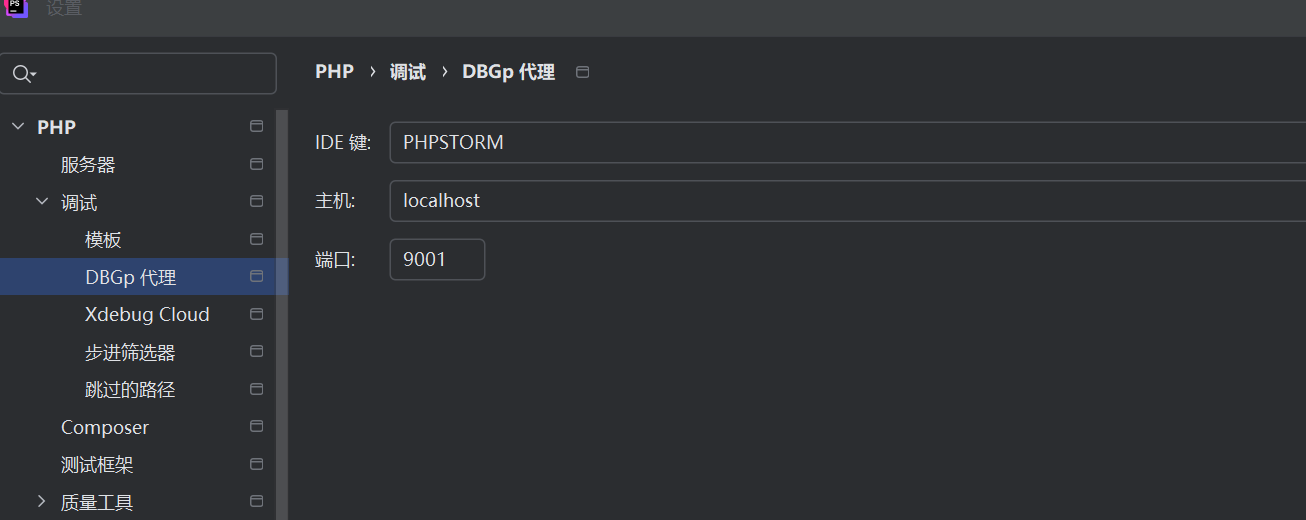 PS 设置
PHP › 调试 › DBGp 代理
PHP
服务器
调试
模板
DBGp 代理
Xdebug Cloud
步进筛选器
跳过的路径
Composer
测试框架
质量工具
IDE 键: PHPSTORM
主机: localhost
端口: 9001